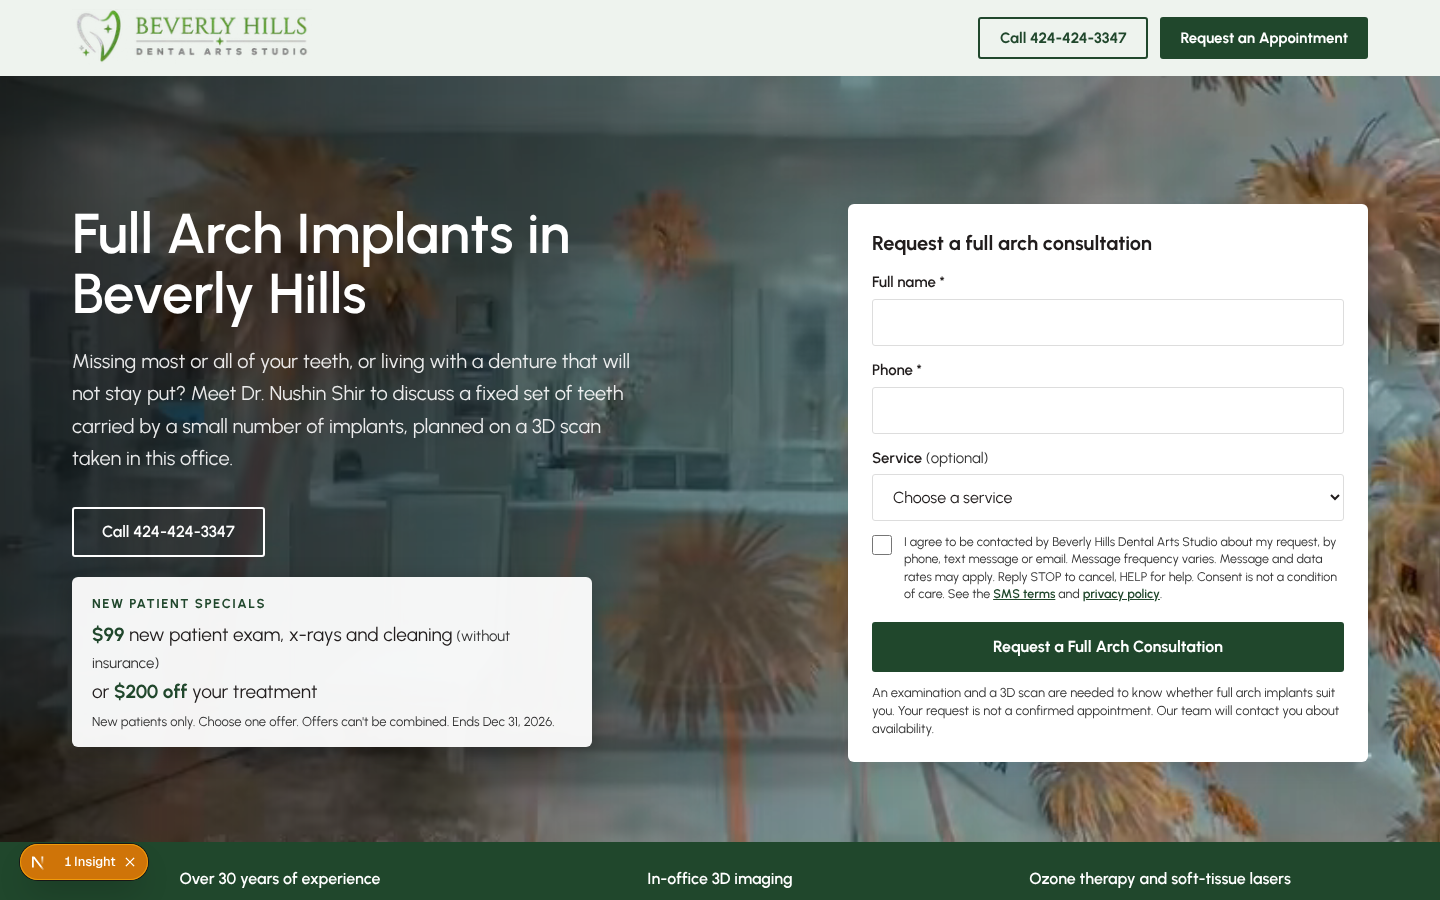 BEVERLY HILLS
DENTAL ARTS STUDIO
Call 424-424-3347
Request an Appointment
Full Arch Implants in
Beverly Hills
Missing most or all of your teeth, or living with a denture that will
not stay put? Meet Dr. Nushin Shir to discuss a fixed set of teeth
carried by a small number of implants, planned on a 3D scan
taken in this office.
Call 424-424-3347
NEW PATIENT SPECIALS
$99 new patient exam, x-rays and cleaning (without
insurance)
or $200 off your treatment
New patients only. Choose one offer. Offers can't be combined. Ends Dec 31, 2026.
Request a full arch consultation
Full name *
Phone *
Service (optional)
Choose a service
I agree to be contacted by Beverly Hills Dental Arts Studio about my request, by
phone, text message or email. Message frequency varies. Message and data
rates may apply. Reply STOP to cancel, HELP for help. Consent is not a condition
of care. See the SMS terms and privacy policy.
Request a Full Arch Consultation
An examination and a 3D scan are needed to know whether full arch implants suit
you. Your request is not a confirmed appointment. Our team will contact you about
availability.
N 1 Insight
Over 30 years of experience
In-office 3D imaging
Ozone therapy and soft-tissue lasers